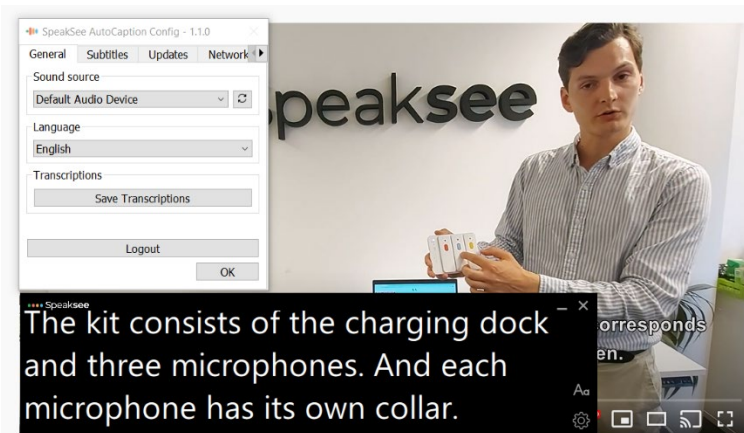 SpeakSee AutoCaption Config - 1.1.0
General Subtitles Updates Network
Sound source
Default Audio Device
Language
English
Transcriptions
Save Transcriptions
Logout
OK
speaksee
Speaksee
The kit consists of the charging dock
and three microphones. And each
microphone has its own collar.
Aa
orresponds
en.